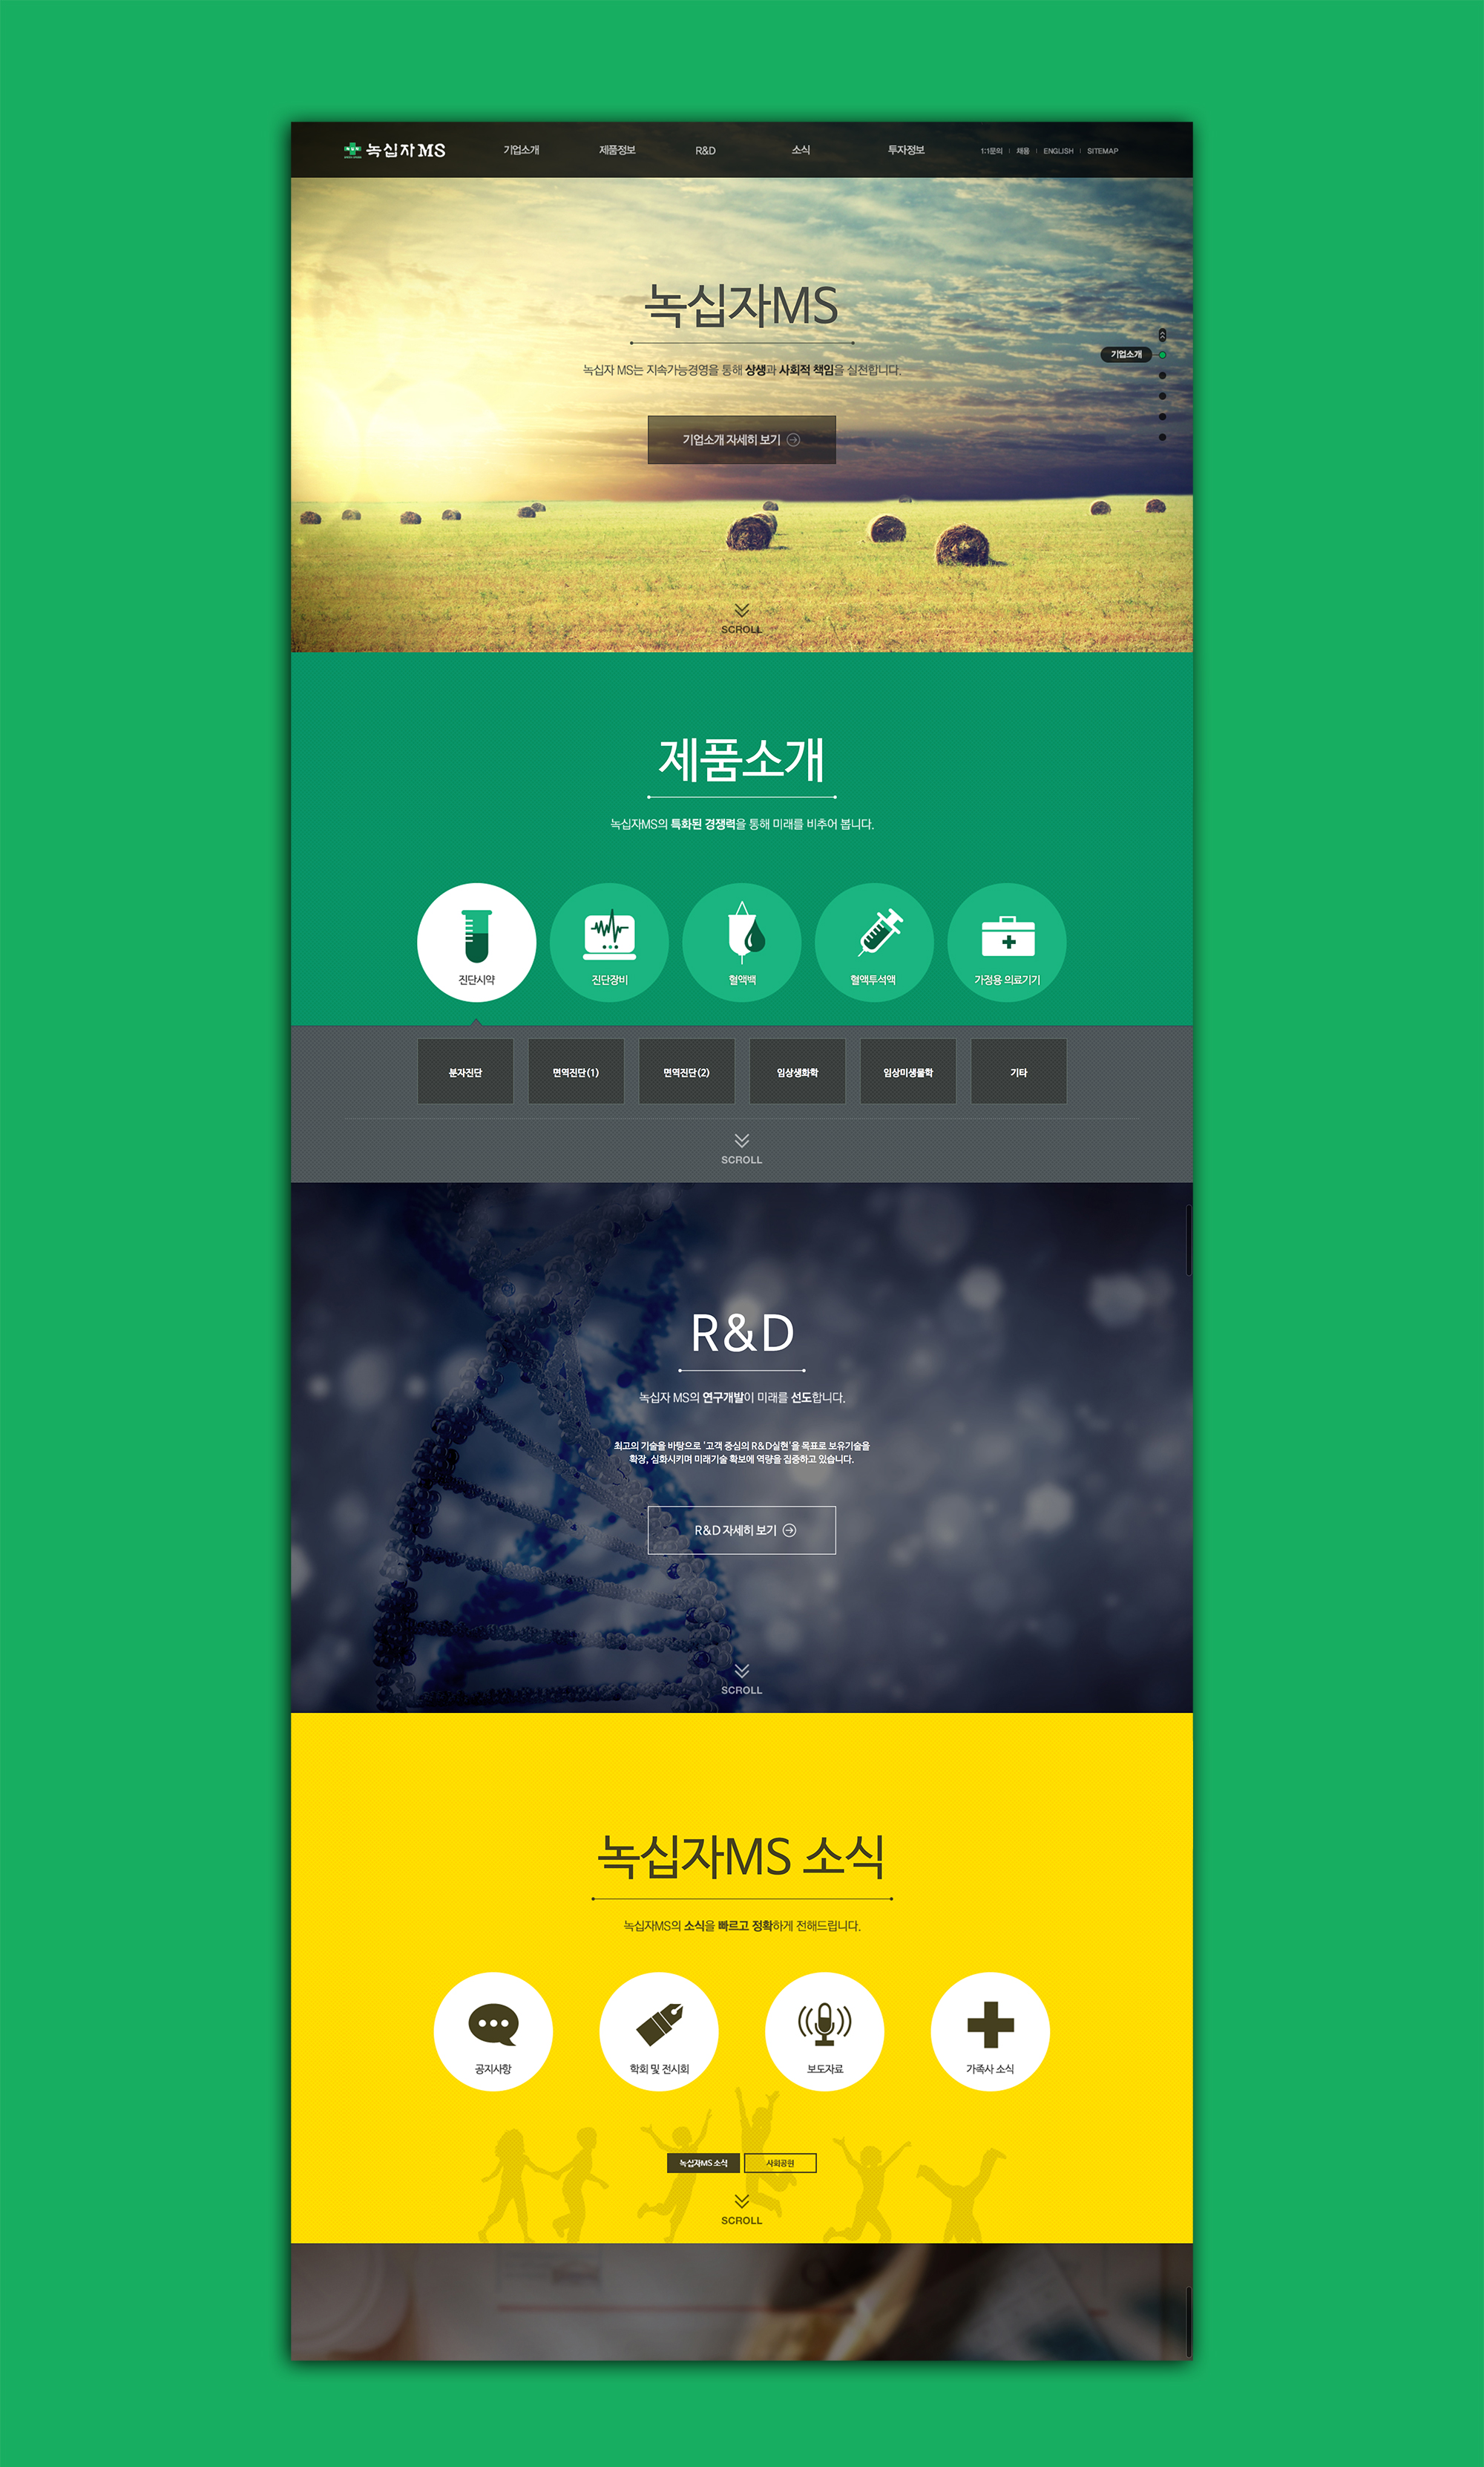 녹십자MS
기업소개
제품정보
R&D
소식
투자정보
1:1문의
채용
ENGLISH
SITEMAP
녹십자MS
녹십자 MS는 지속가능경영을 통해 상생과 사회적 책임을 실천합니다.
기업소개
기업소개 자세히 보기
SCROLL
제품소개
녹십자MS의 특화된 경쟁력을 통해 미래를 비추어 봅니다.
진단시약
진단장비
혈액백
혈액투석액
가정용 의료기기
분자진단
면역진단(1)
면역진단(2)
임상생화학
임상미생물학
기타
SCROLL
R&D
녹십자 MS의 연구개발이 미래를 선도합니다.
최고의 기술을 바탕으로 '고객 중심의 R&D실현'을 목표로 보유기술을
확장, 심화시키며 미래기술 확보에 역량을 집중하고 있습니다.
R&D 자세히 보기
SCROLL
녹십자MS 소식
녹십자MS의 소식을 빠르고 정확하게 전해드립니다.
공지사항
학회 및 전시회
보도자료
가족사 소식
녹십자MS 소식
사회공헌
SCROLL